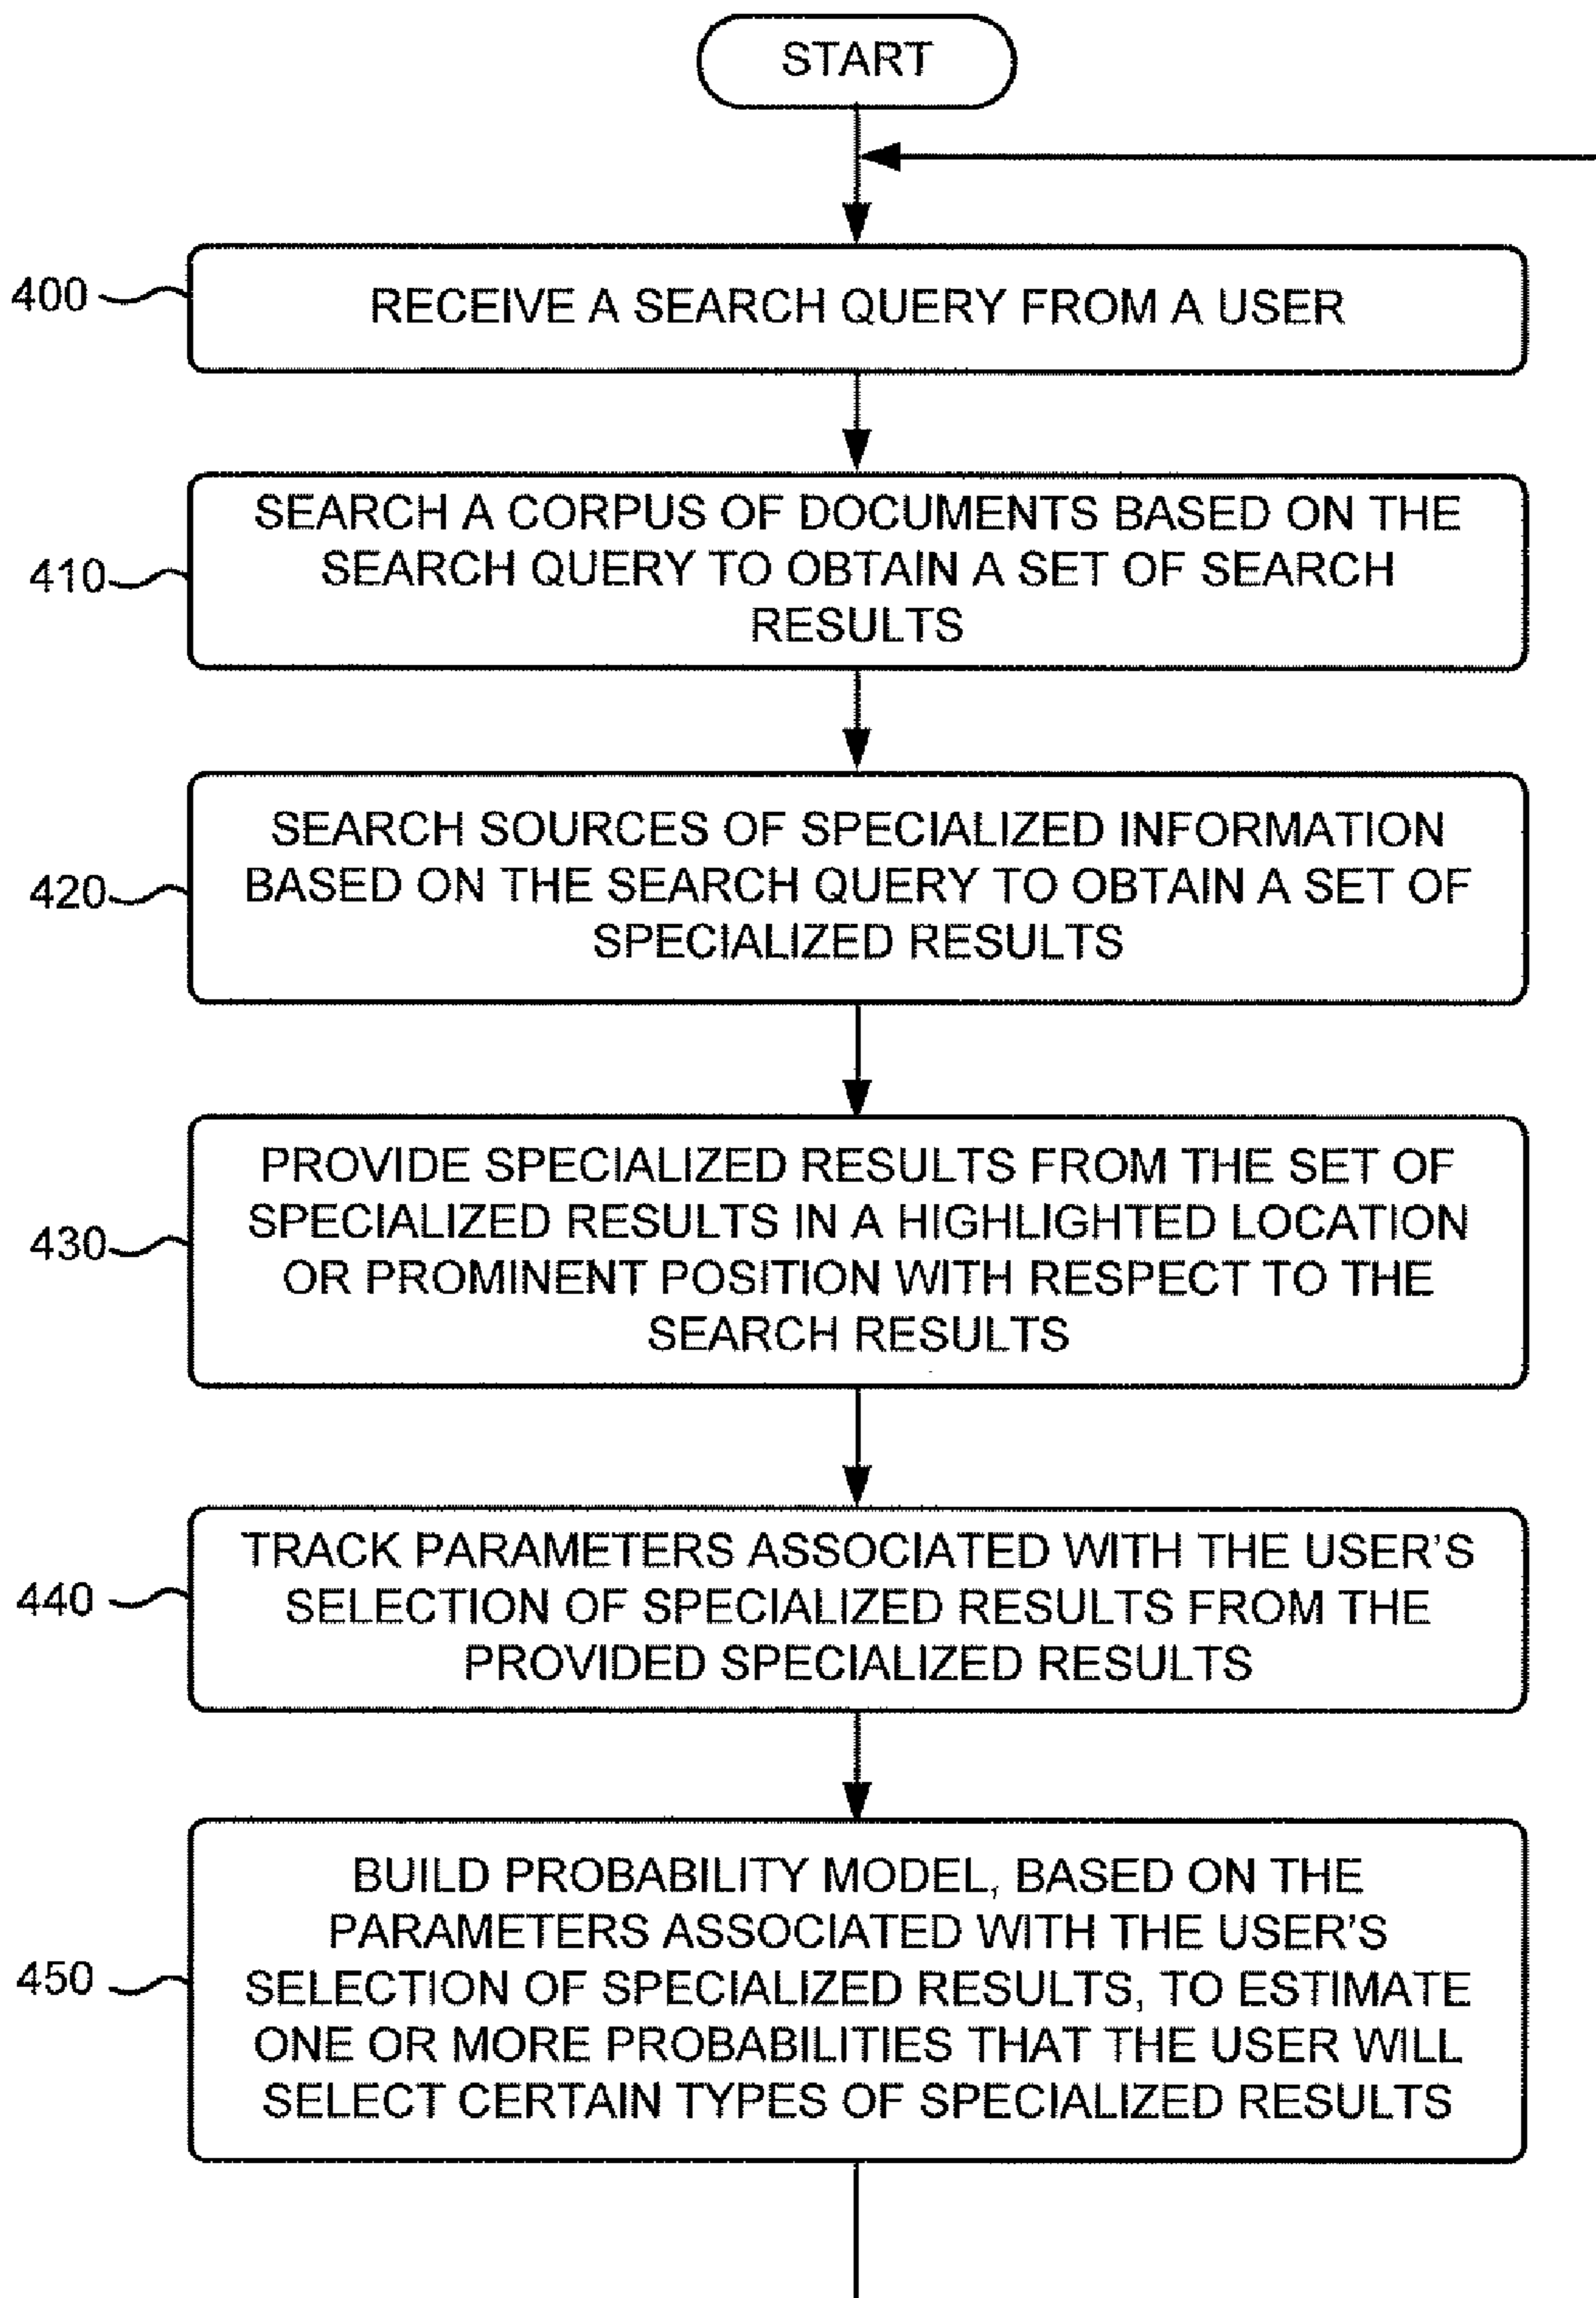 START
400
RECEIVE A SEARCH QUERY FROM A USER
410
SEARCH A CORPUS OF DOCUMENTS BASED ON THE
SEARCH QUERY TO OBTAIN A SET OF SEARCH
RESULTS
420
SEARCH SOURCES OF SPECIALIZED INFORMATION
BASED ON THE SEARCH QUERY TO OBTAIN A SET OF
SPECIALIZED RESULTS
430
PROVIDE SPECIALIZED RESULTS FROM THE SET OF
SPECIALIZED RESULTS IN A HIGHLIGHTED LOCATION
OR PROMINENT POSITION WITH RESPECT TO THE
SEARCH RESULTS
440
TRACK PARAMETERS ASSOCIATED WITH THE USER'S
SELECTION OF SPECIALIZED RESULTS FROM THE
PROVIDED SPECIALIZED RESULTS
450
BUILD PROBABILITY MODEL, BASED ON THE
PARAMETERS ASSOCIATED WITH THE USER'S
SELECTION OF SPECIALIZED RESULTS, TO ESTIMATE
ONE OR MORE PROBABILITIES THAT THE USER WILL
SELECT CERTAIN TYPES OF SPECIALIZED RESULTS